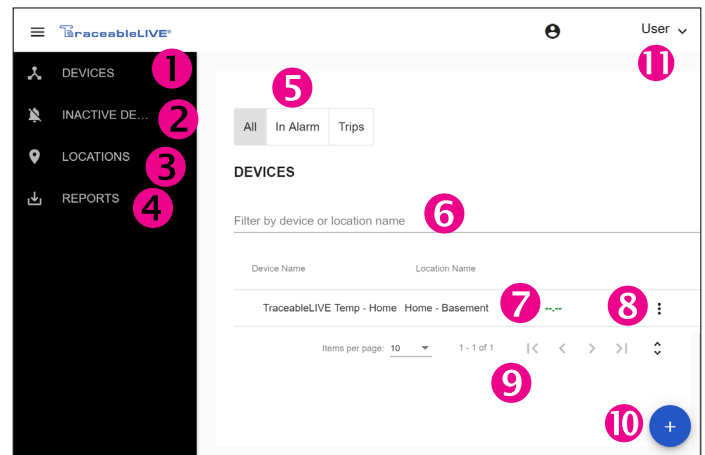 TraceableLIVE®
User
11
DEVICES
1
INACTIVE DE...
2
LOCATIONS
3
REPORTS
4
5
All In Alarm Trips
DEVICES
Filter by device or location name
6
Device Name Location Name
TraceableLIVE Temp - Home Home - Basement 7 --.-- 8
Items per page: 10 1 - 1 of 1
9
10 +